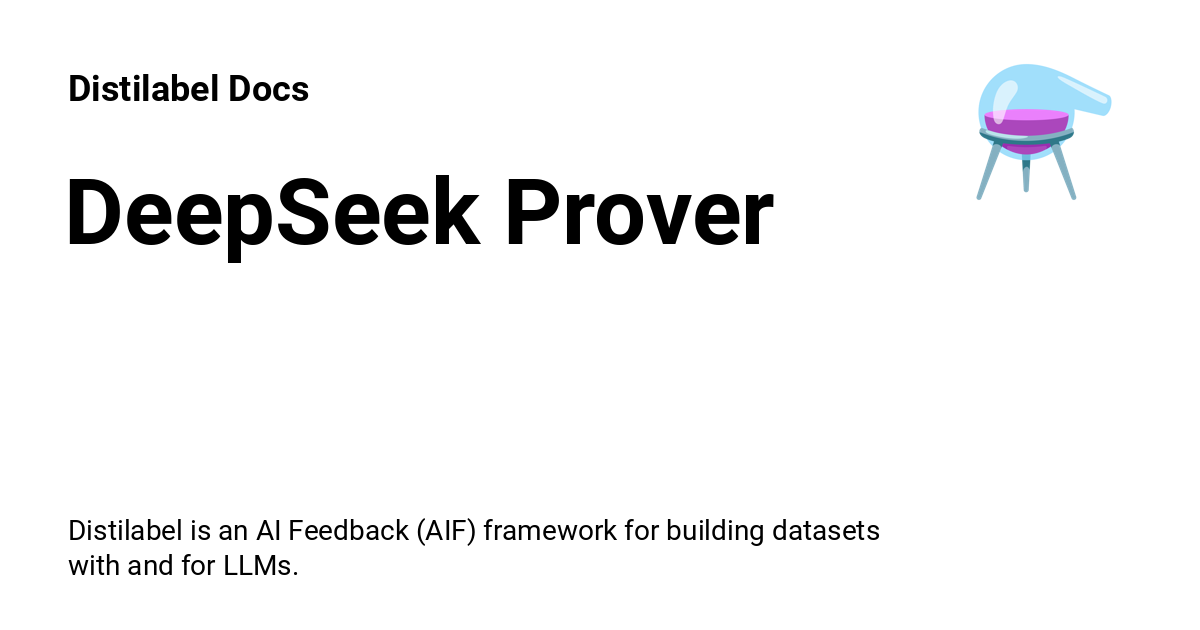 Distilabel Docs
DeepSeek Prover
Distilabel is an AI Feedback (AIF) framework for building datasets
with and for LLMs.